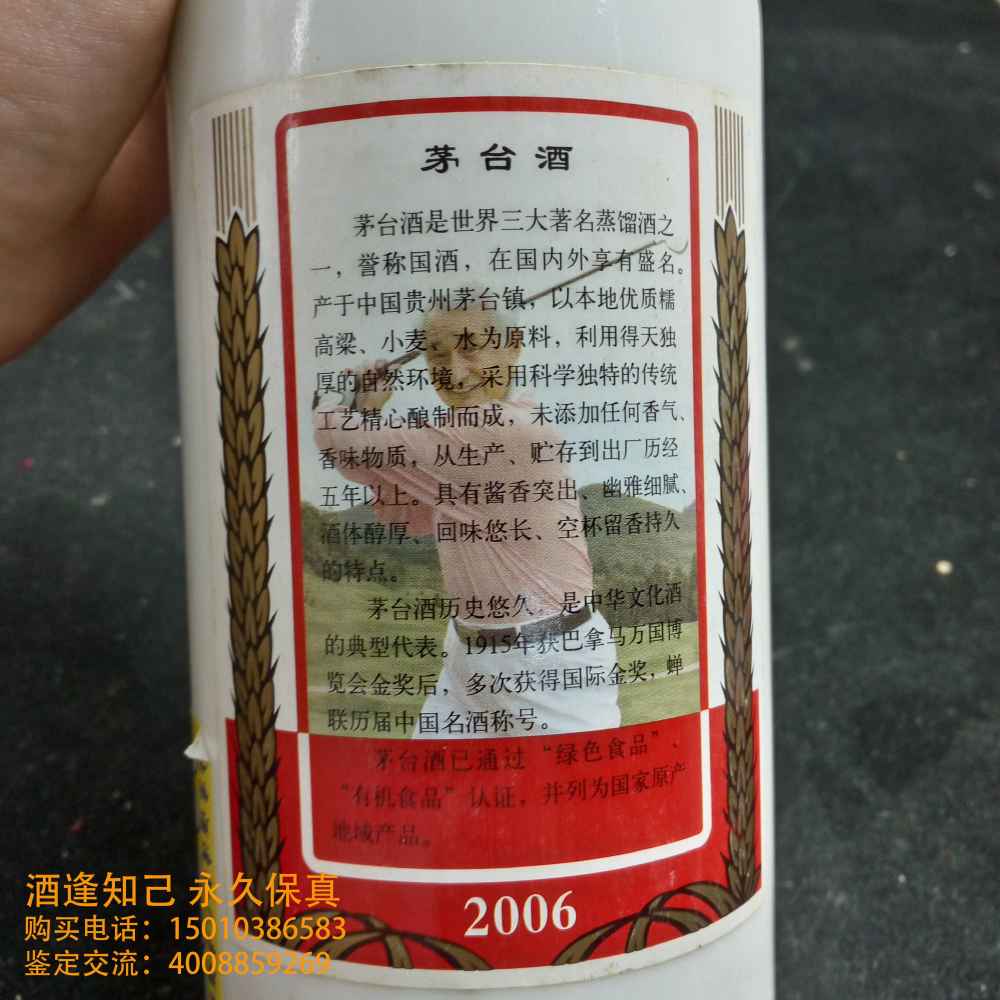 茅台酒
茅台酒是世界三大著名蒸馏酒之
一，誉称国酒，在国内外享有盛名。
产于中国贵州茅台镇，以本地优质糯
高粱、小麦、水为原料，利用得天独
厚的自然环境，采用科学独特的传统
工艺精心酿制而成，未添加任何香气、
香味物质，从生产、贮存到出厂历经
五年以上。具有酱香突出、幽雅细腻、
酒体醇厚、回味悠长、空杯留香持久
的特点。
茅台酒历史悠久，是中华文化酒
的典型代表。1915年获巴拿马万国博
览会金奖后，多次获得国际金奖，蝉
联历届中国名酒称号。
茅台酒已通过“绿色食品”、
“有机食品”认证，并列为国家原产
地域产品。
2006
酒逢知己 永久保真
购买电话：15010386583
鉴定交流：4008859269